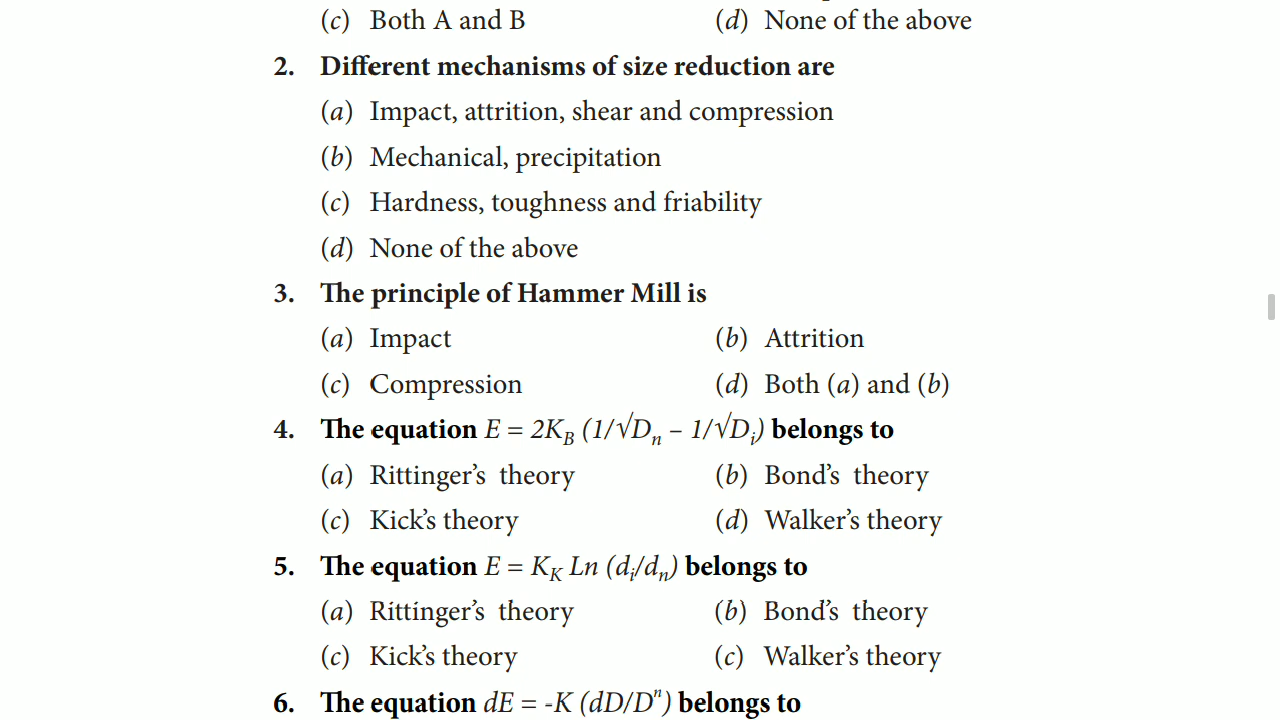 (c) Both A and B (d) None of the above
2. Different mechanisms of size reduction are
(a) Impact, attrition, shear and compression
(b) Mechanical, precipitation
(c) Hardness, toughness and friability
(d) None of the above
3. The principle of Hammer Mill is
(a) Impact (b) Attrition
(c) Compression (d) Both (a) and (b)
4. The equation E = 2K_B (1/√D_n – 1/√D_i) belongs to
(a) Rittinger’s theory (b) Bond’s theory
(c) Kick’s theory (d) Walker’s theory
5. The equation E = K_K Ln (d_i/d_n) belongs to
(a) Rittinger’s theory (b) Bond’s theory
(c) Kick’s theory (c) Walker’s theory
6. The equation dE = -K (dD/D^n) belongs to